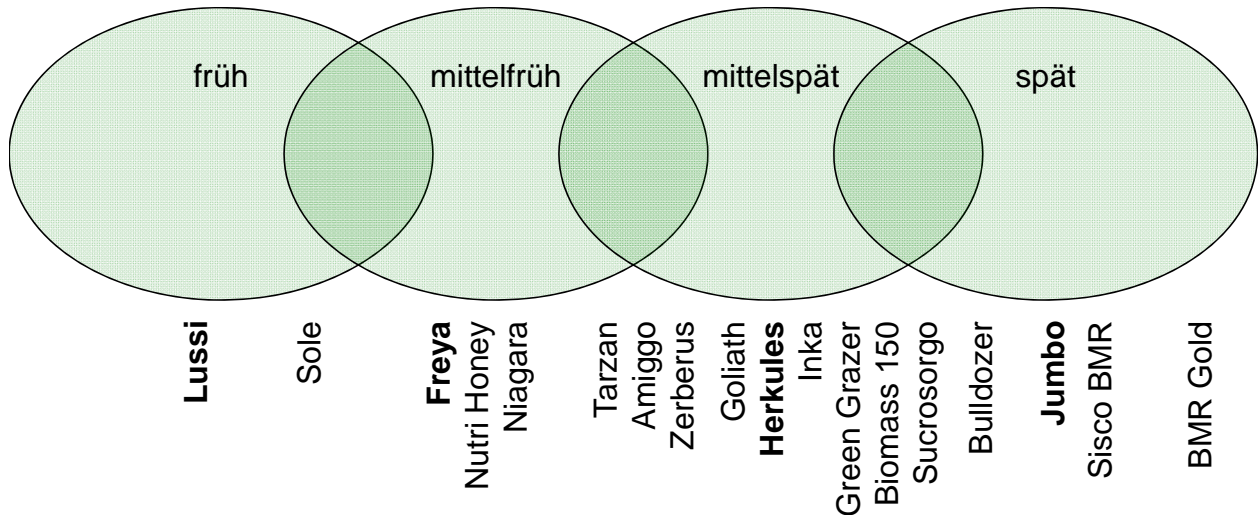 früh
mittelfrüh
mittelspät
spät
Lussi
Sole
Freya
Nutri Honey
Niagara
Tarzan
Amiggo
Zerberus
Goliath
Herkules
Inka
Green Grazer
Biomass 150
Sucrosorgo
Bulldozer
Jumbo
Sisco BMR
BMR Gold